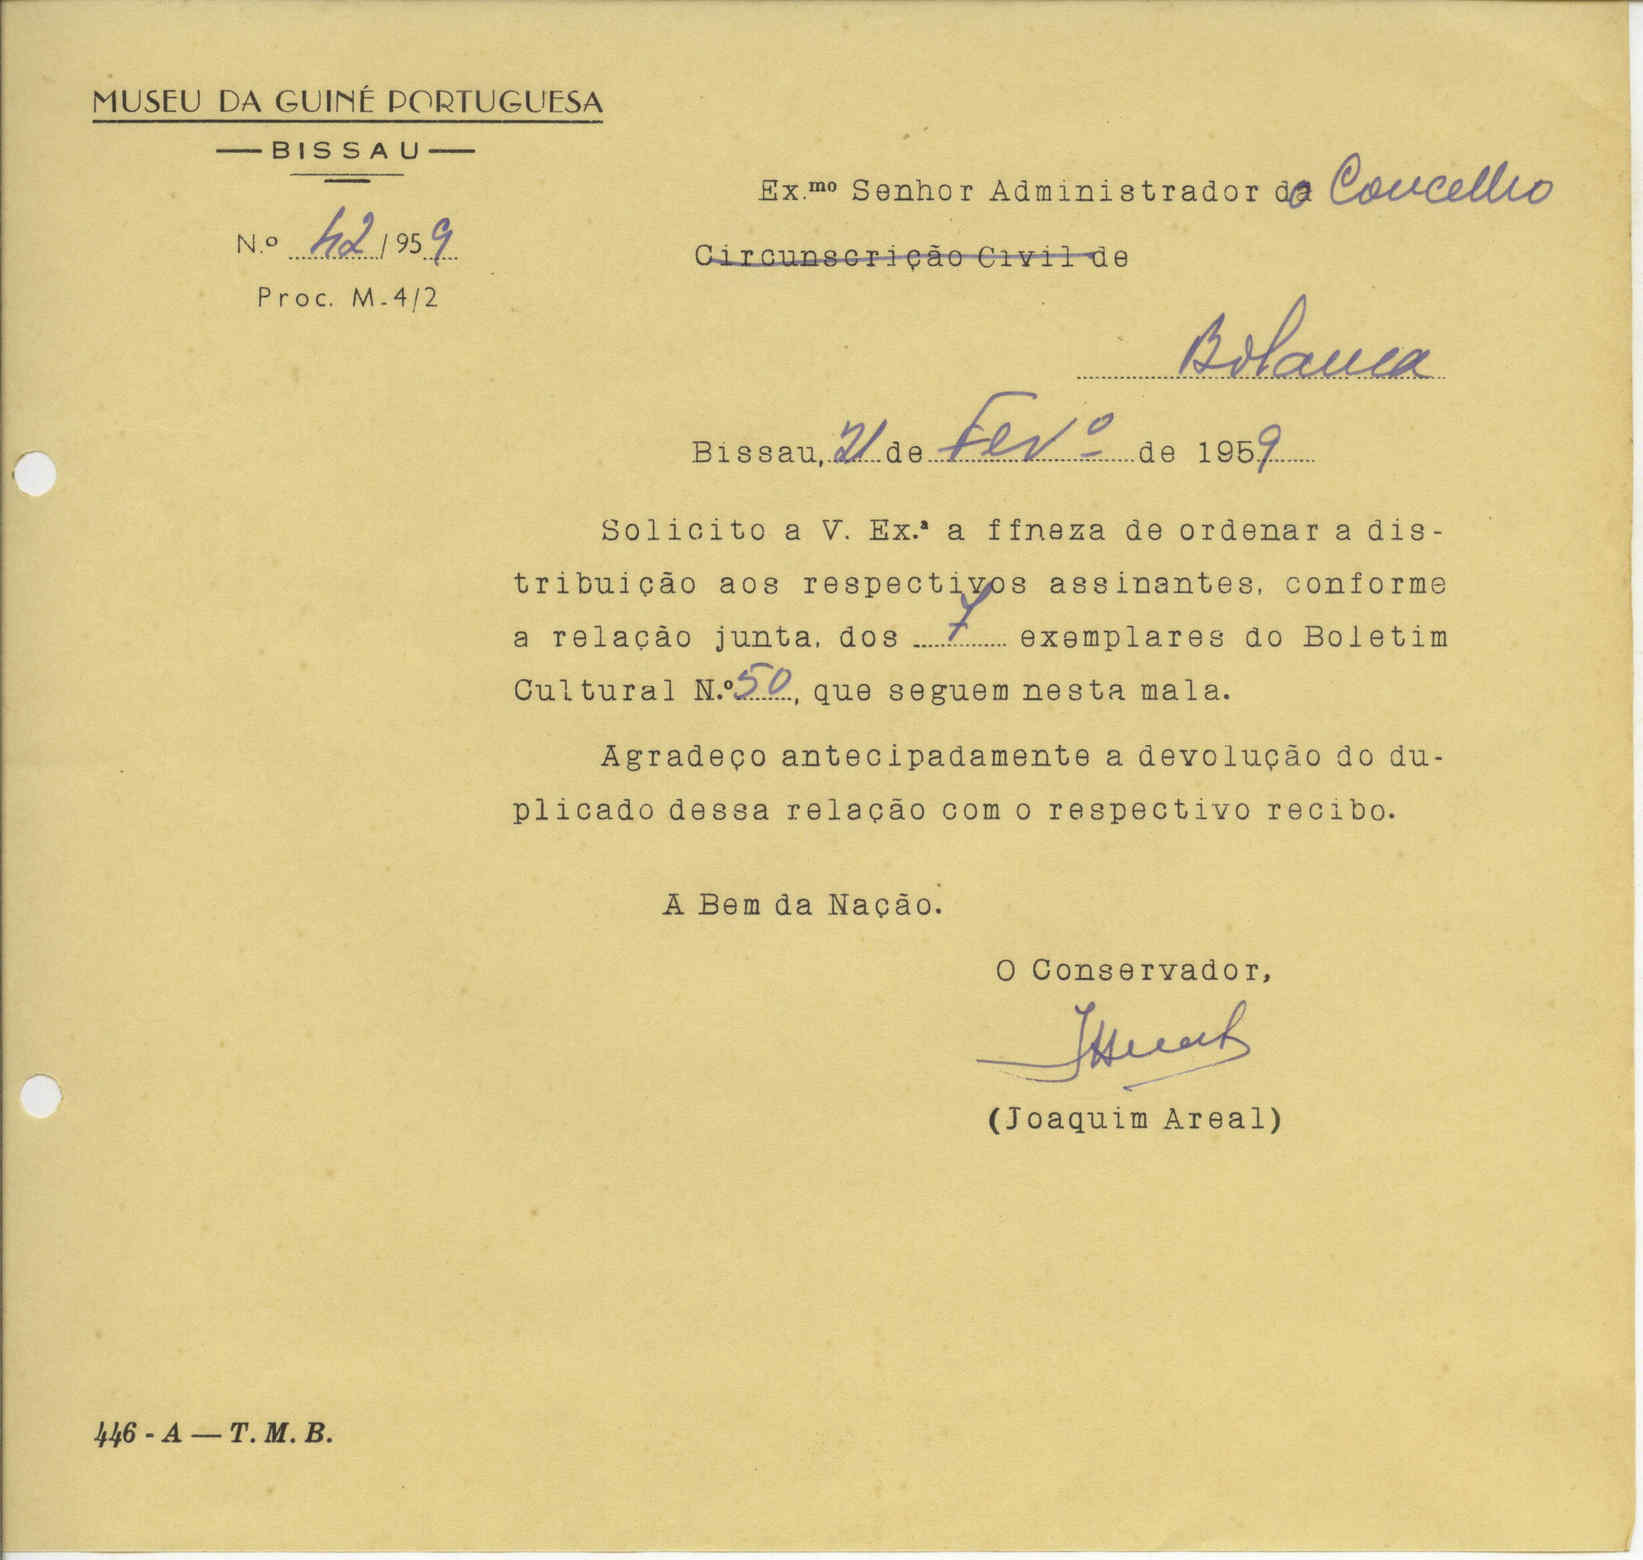 MUSEU DA GUINÉ PORTUGUESA
— BISSAU —
N.º 42/959
Proc. M-4/2
Ex.mo Senhor Administrador do Concelho
Circunscrição Civil de
Bolama
Bissau, 21 de Fev.º de 1959
Solicito a V. Ex.ª a ffneza de ordenar a dis-
tribuição aos respectivos assinantes, conforme
a relação junta, dos 7 exemplares do Boletim
Cultural N.º 50, que seguem nesta mala.
Agradeço antecipadamente a devolução do du-
plicado dessa relação com o respectivo recibo.
A Bem da Nação.
O Conservador,
(Joaquim Areal)
446 - A — T. M. B.